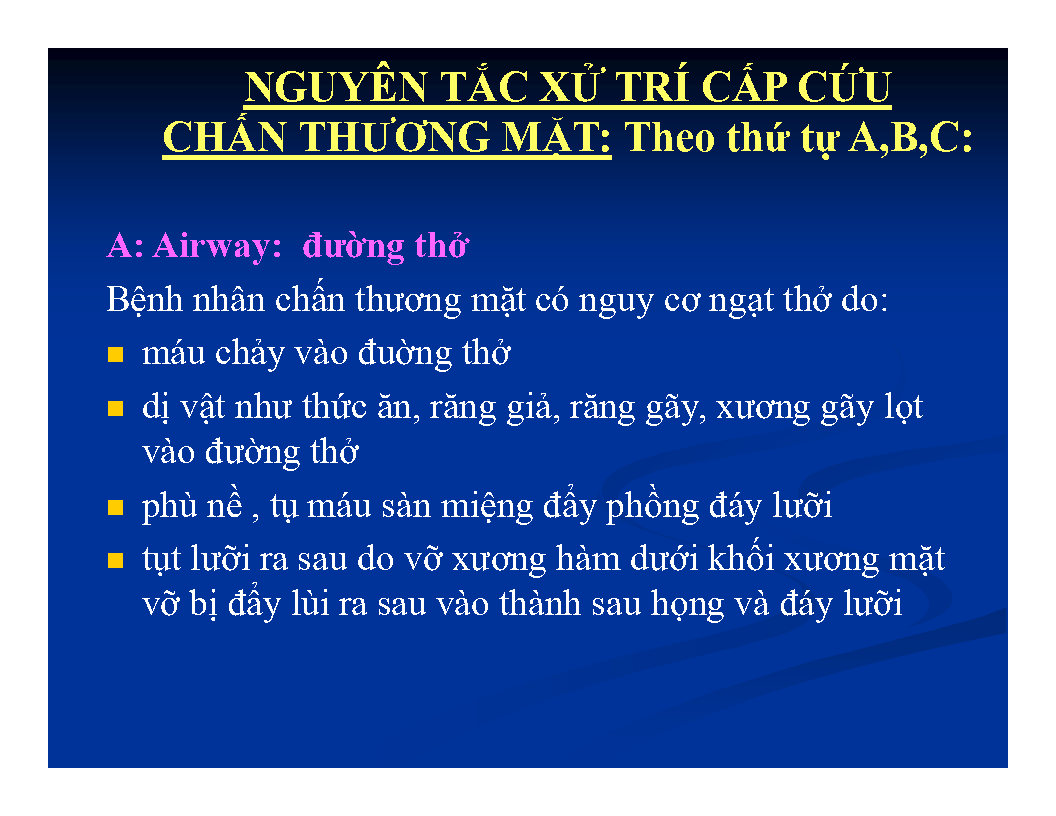 NGUYÊN TẮC XỬ TRÍ CẤP CỨU
CHẤN THƯƠNG MẶT: Theo thứ tự A,B,C:
A: Airway: đường thở
Bệnh nhân chấn thương mặt có nguy cơ ngạt thở do:
máu chảy vào đuờng thở
dị vật như thức ăn, răng giả, răng gãy, xương gãy lọt
vào đường thở
phù nề , tụ máu sàn miệng đẩy phồng đáy lưỡi
tụt lưỡi ra sau do vỡ xương hàm dưới khối xương mặt
vỡ bị đẩy lùi ra sau vào thành sau họng và đáy lưỡi